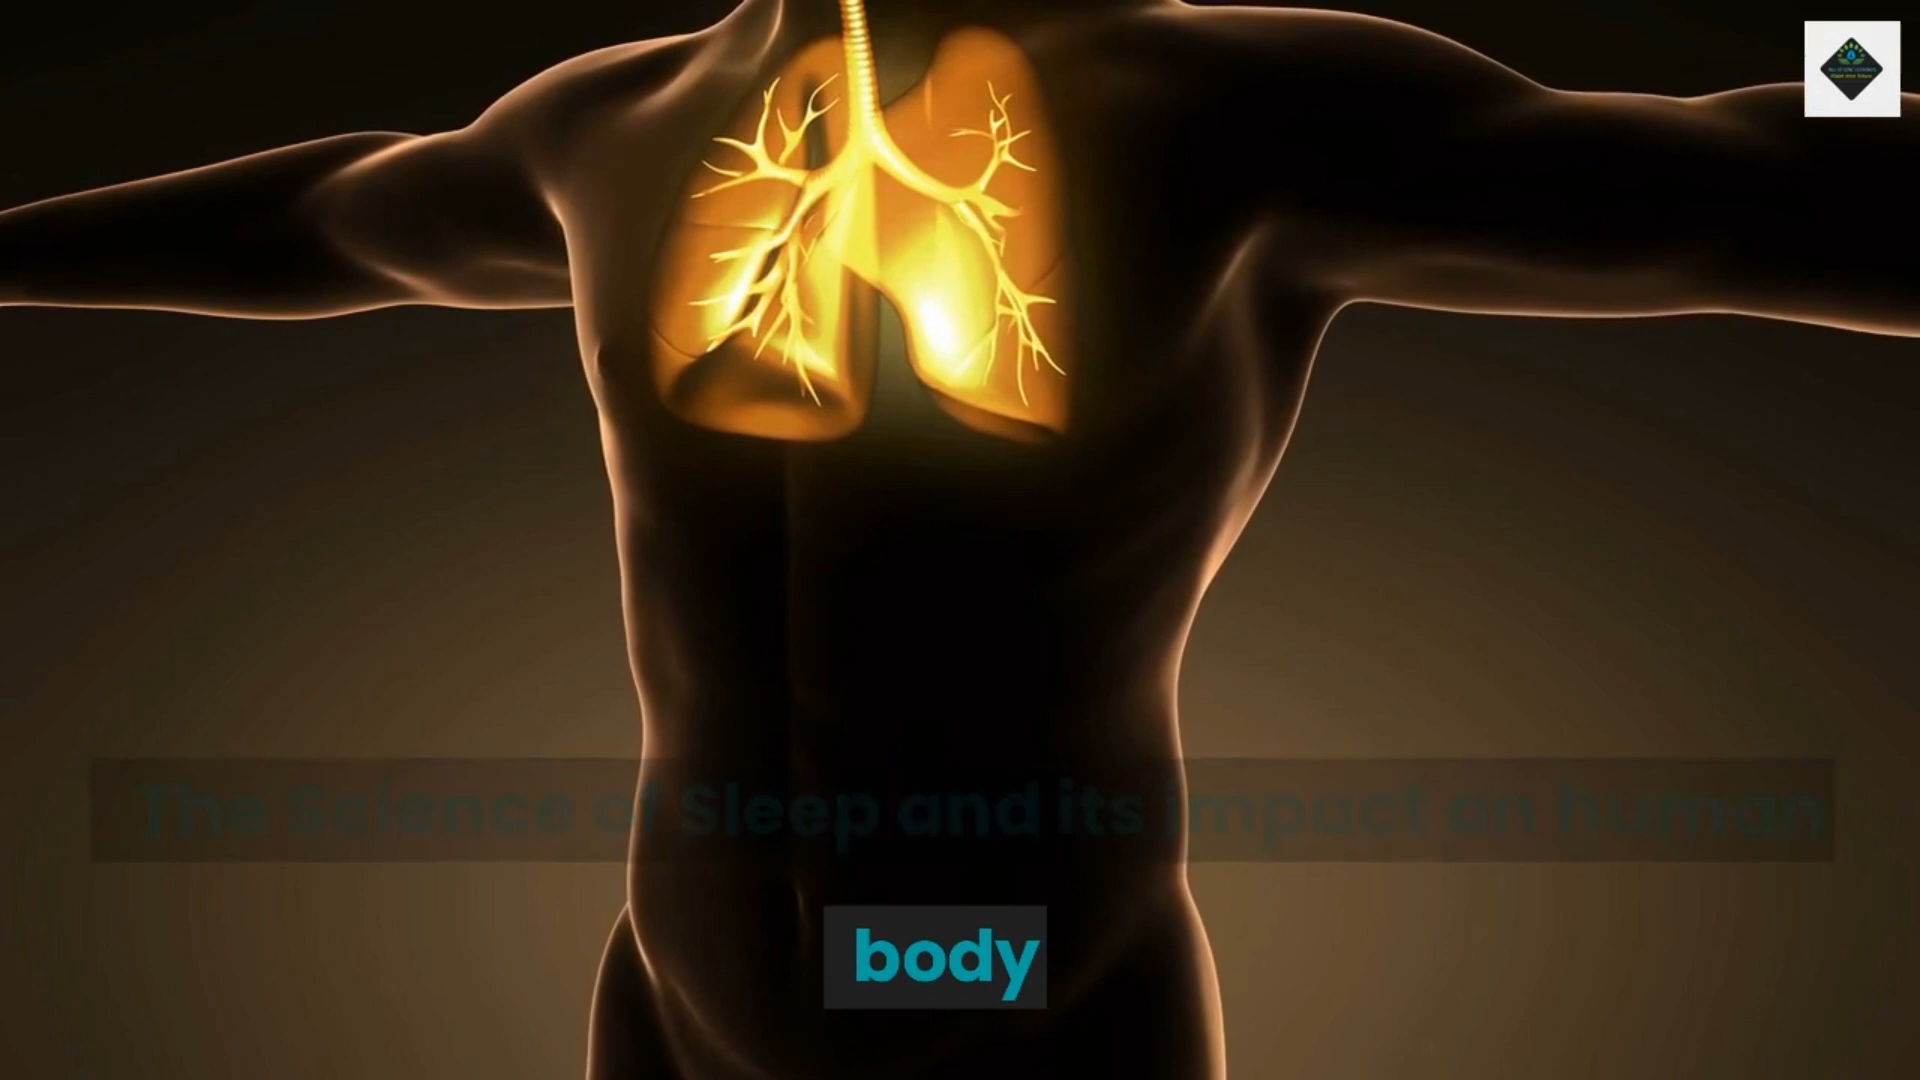 The Science of Sleep and its impact on human
body